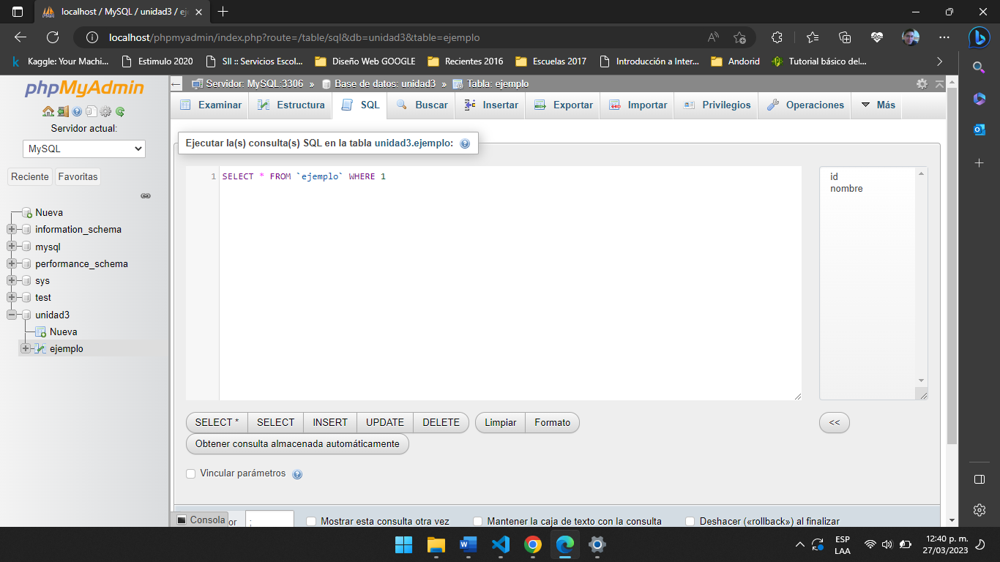 localhost / MySQL / unidad3 / ej
localhost/phpmyadmin/index.php?route=/table/sql&db=unidad3&table=ejemplo
Kaggle: Your Machi...
Estimulo 2020
SII :: Servicios Escol...
Diseño Web GOOGLE
Recientes 2016
Escuelas 2017
Introducción a Inter...
Andorid
Tutorial básico del...
phpMyAdmin
Servidor actual:
MySQL
Reciente
Favoritas
Nueva
information_schema
mysql
performance_schema
sys
test
unidad3
Nueva
ejemplo
Servidor: MySQL:3306 » Base de datos: unidad3 » Tabla: ejemplo
Examinar
Estructura
SQL
Buscar
Insertar
Exportar
Importar
Privilegios
Operaciones
Más
Ejecutar la(s) consulta(s) SQL en la tabla unidad3.ejemplo:
1 SELECT * FROM `ejemplo` WHERE 1
id
nombre
SELECT *
SELECT
INSERT
UPDATE
DELETE
Limpiar
Formato
<<
Obtener consulta almacenada automáticamente
Vincular parámetros
Consola
or
;
Mostrar esta consulta otra vez
Mantener la caja de texto con la consulta
Deshacer («rollback») al finalizar
ESP
LAA
12:40 p. m.
27/03/2023